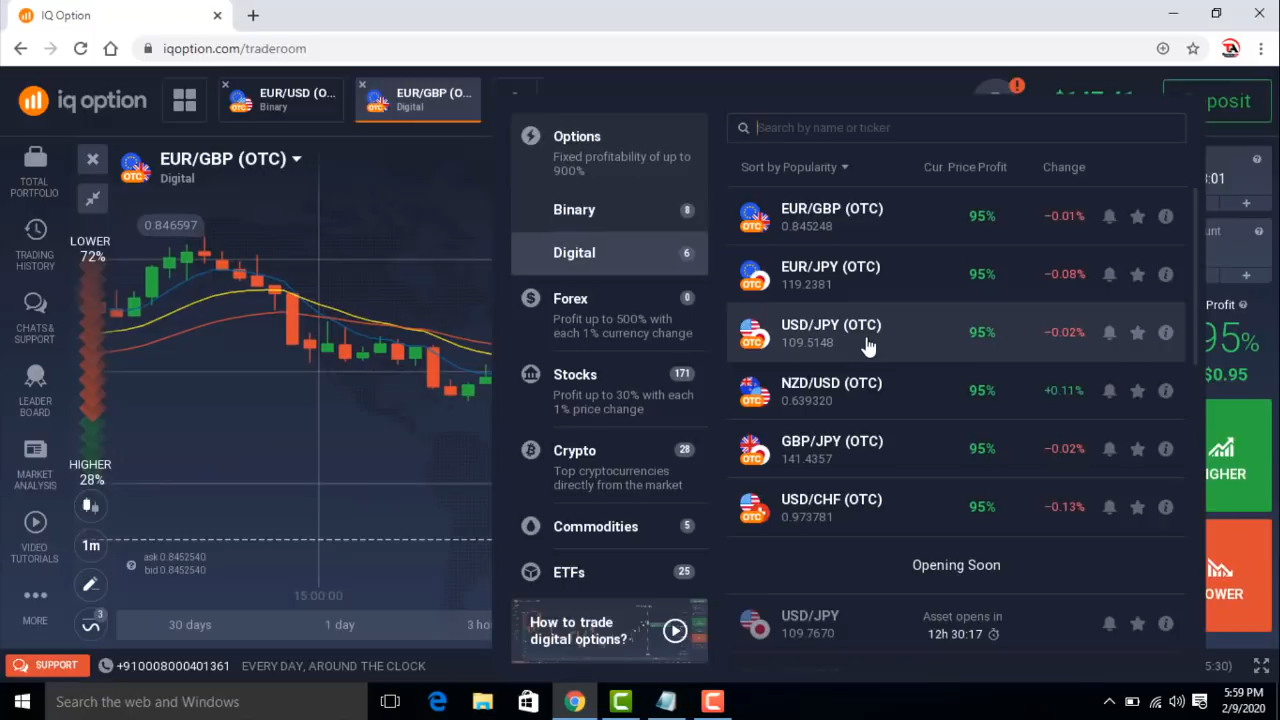 IQ Option
iqoption.com/traderoom
iq option
EUR/USD (O...
Binary
EUR/GBP (O...
Digital
posit
TOTAL
PORTFOLIO
TRADING
HISTORY
CHATS &
SUPPORT
LEADER
BOARD
MARKET
ANALYSIS
VIDEO
TUTORIALS
MORE
EUR/GBP (OTC)
Digital
0.846597
LOWER
72%
HIGHER
28%
1m
3
ask 0.8452540
bid 0.8452540
15:00:00
30 days
1 day
3 ho
Options
Fixed profitability of up to
900%
Binary 8
Digital 6
Forex 0
Profit up to 500% with
each 1% currency change
Stocks 171
Profit up to 30% with each
1% price change
Crypto 28
Top cryptocurrencies
directly from the market
Commodities 5
ETFs 25
How to trade
digital options?
Search by name or ticker
Sort by Popularity Cur. Price Profit Change
EUR/GBP (OTC) 95% -0.01%
0.845248
EUR/JPY (OTC) 95% -0.08%
119.2381
USD/JPY (OTC) 95% -0.02%
109.5148
NZD/USD (OTC) 95% +0.11%
0.639320
GBP/JPY (OTC) 95% -0.02%
141.4357
USD/CHF (OTC) 95% -0.13%
0.973781
Opening Soon
USD/JPY
109.7670
Asset opens in
12h 30:17
:01
unt
Profit
95%
$0.95
IGHER
OWER
SUPPORT
+910008000401361 EVERY DAY, AROUND THE CLOCK
5:30)
Search the web and Windows
5:59 PM
2/9/2020